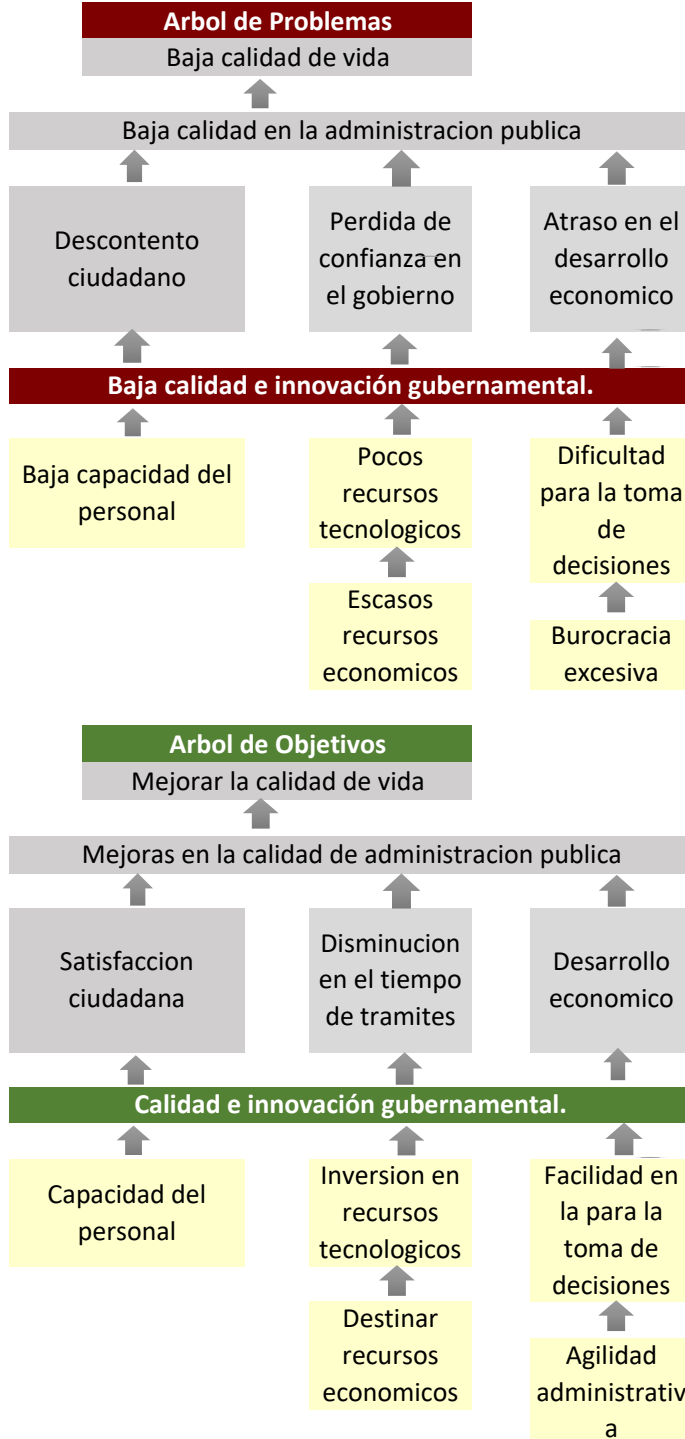 Arbol de Problemas
Baja calidad de vida
Baja calidad en la administracion publica
Descontento
ciudadano
Perdida de
confianza en
el gobierno
Atraso en el
desarrollo
economico
Baja calidad e innovación gubernamental.
Baja capacidad del
personal
Pocos
recursos
tecnologicos
Dificultad
para la toma
de
decisiones
Escasos
recursos
economicos
Burocracia
excesiva
Arbol de Objetivos
Mejorar la calidad de vida
Mejoras en la calidad de administracion publica
Satisfaccion
ciudadana
Disminucion
en el tiempo
de tramites
Desarrollo
economico
Calidad e innovación gubernamental.
Capacidad del
personal
Inversion en
recursos
tecnologicos
Facilidad en
la para la
toma de
decisiones
Destinar
recursos
economicos
Agilidad
administrativ
a